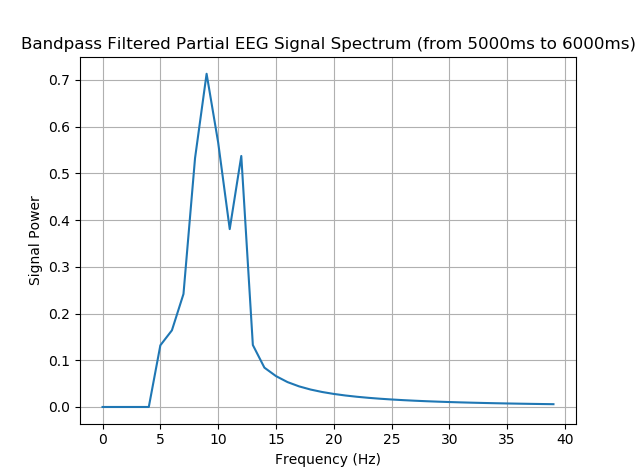 Bandpass Filtered Partial EEG Signal Spectrum (from 5000ms to 6000ms)
0.7
0.6
0.5
0.4
0.3
0.2
0.1
0.0
Signal Power
0 5 10 15 20 25 30 35 40
Frequency (Hz)